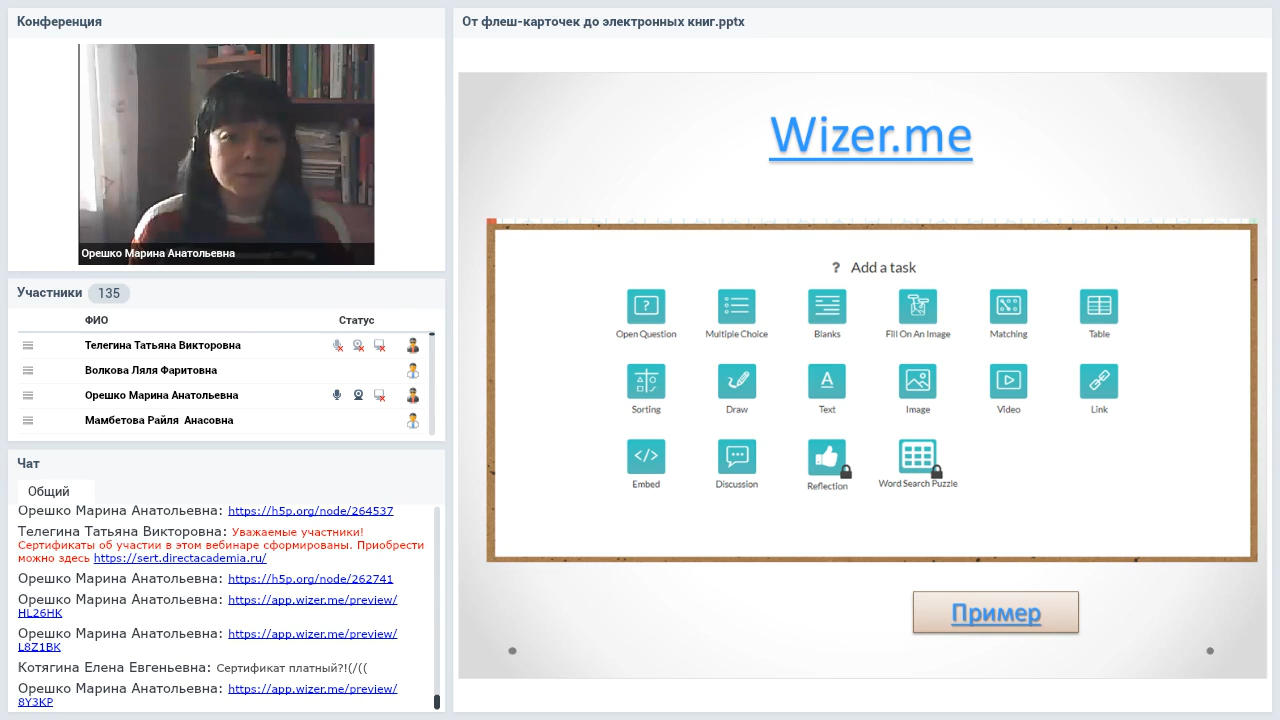 Конференция
Орешко Марина Анатольевна
Участники 135
ФИО Статус
Телегина Татьяна Викторовна
Волкова Ляля Фаритовна
Орешко Марина Анатольевна
Мамбетова Райля Анасовна
Чат
Общий
Орешко Марина Анатольевна: https://h5p.org/node/264537
Телегина Татьяна Викторовна: Уважаемые участники!
Сертификаты об участии в этом вебинаре сформированы. Приобрести
можно здесь https://sert.directacademia.ru/
Орешко Марина Анатольевна: https://h5p.org/node/262741
Орешко Марина Анатольевна: https://app.wizer.me/preview/
HL26HK
Орешко Марина Анатольевна: https://app.wizer.me/preview/
L8Z1BK
Котягина Елена Евгеньевна: Сертификат платный?!(/((
Орешко Марина Анатольевна: https://app.wizer.me/preview/
8Y3KP
От флеш-карточек до электронных книг.pptx
Wizer.me
? Add a task
Open Question Multiple Choice Blanks Fill On An Image Matching Table
Sorting Draw Text Image Video Link
Embed Discussion Reflection Word Search Puzzle
Пример